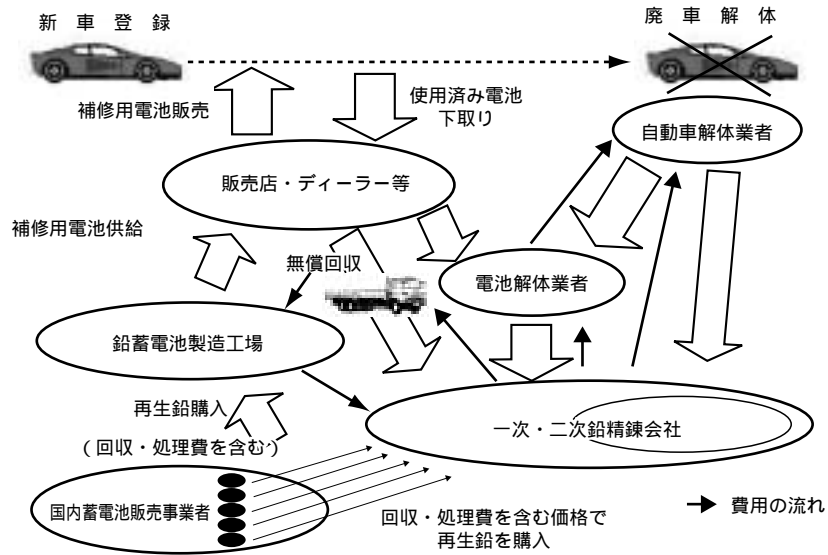 新車登録
廃車解体
補修用電池販売
使用済み電池
下取り
自動車解体業者
販売店・ディーラー等
補修用電池供給
無償回収
電池解体業者
鉛蓄電池製造工場
再生鉛購入
(回収・処理費を含む)
一次・二次鉛精錬会社
国内蓄電池販売事業者
回収・処理費を含む価格で
再生鉛を購入
費用の流れ